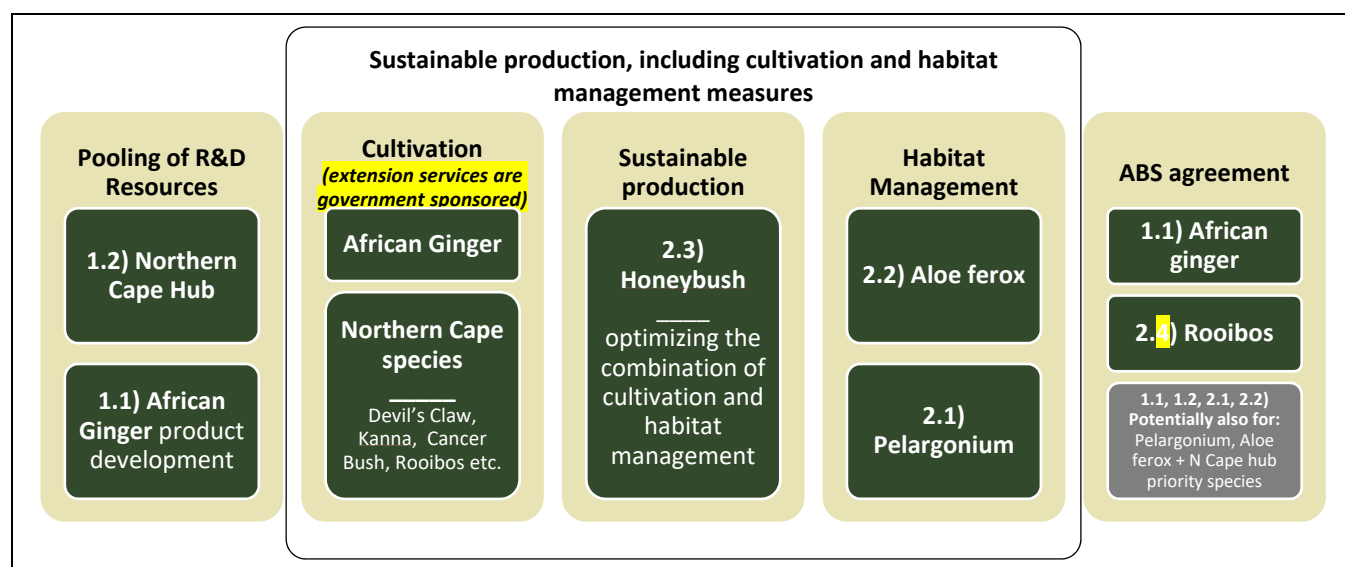 Sustainable production, including cultivation and habitat
management measures
Pooling of R&D
Resources
1.2) Northern
Cape Hub
1.1) African
Ginger product
development
Cultivation
(extension services are
government sponsored)
African Ginger
Northern Cape
species
_____
Devil’s Claw,
Kanna, Cancer
Bush, Rooibos etc.
Sustainable
production
2.3)
Honeybush
____
optimizing the
combination of
cultivation and
habitat
management
Habitat
Management
2.2) Aloe ferox
2.1)
Pelargonium
ABS agreement
1.1) African
ginger
2.4) Rooibos
1.1, 1.2, 2.1, 2.2)
Potentially also for:
Pelargonium, Aloe
ferox + N Cape hub
priority species